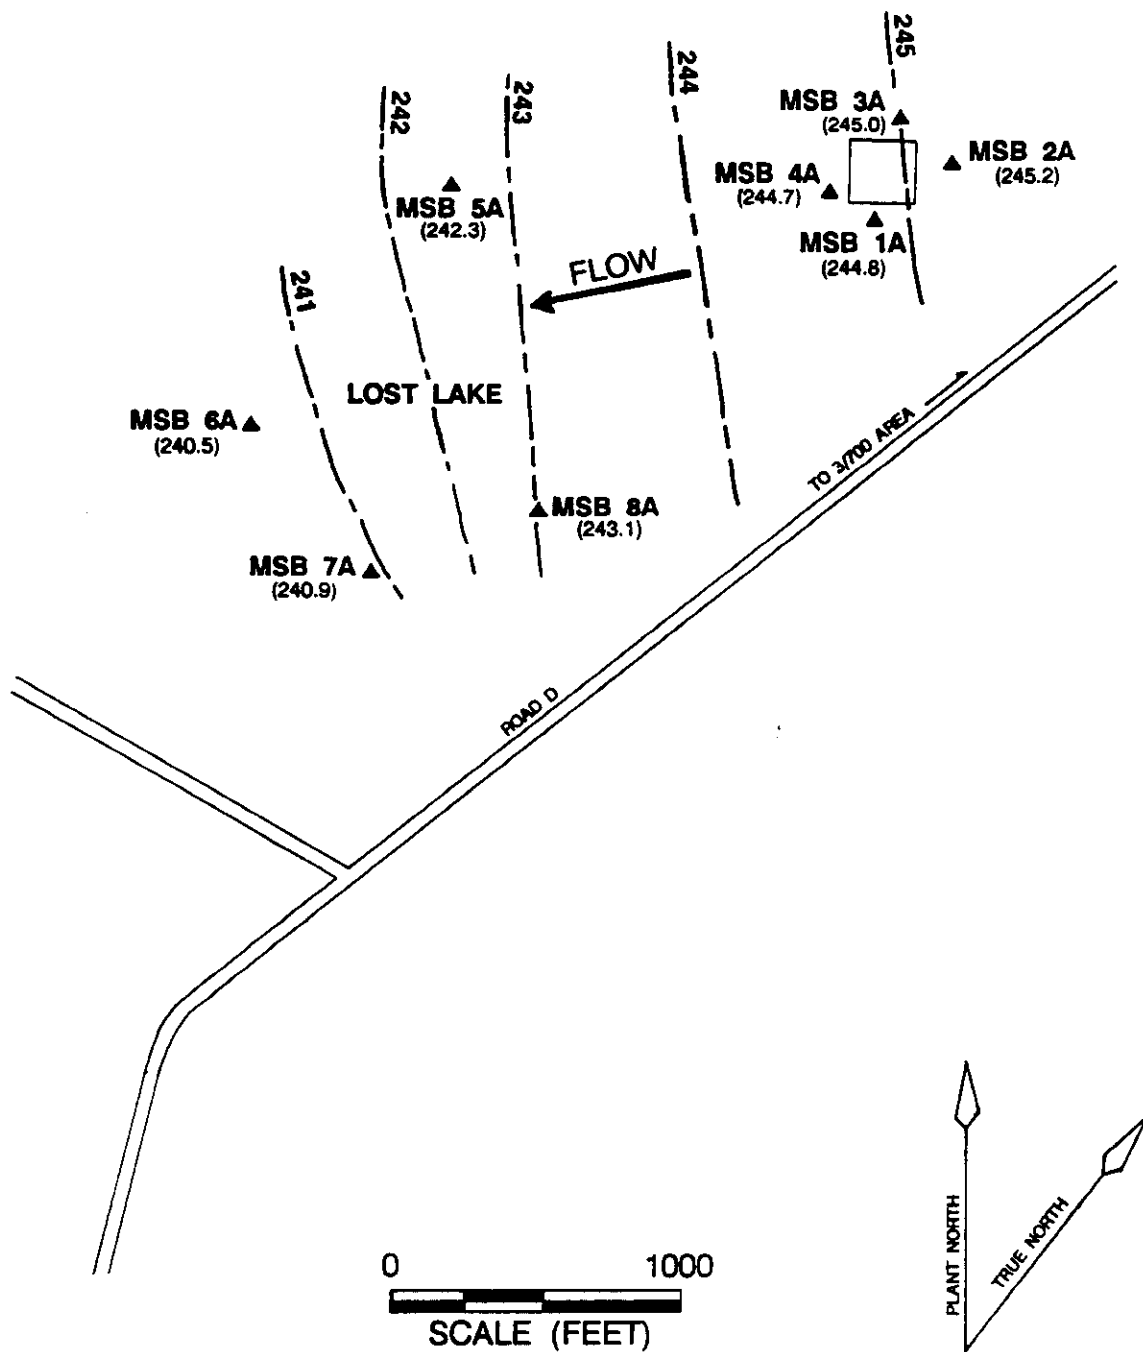 245
244
243
242
MSB 3A
(245.0)
MSB 2A
(245.2)
MSB 4A
(244.7)
MSB 5A
(242.3)
MSB 1A
(244.8)
FLOW
241
LOST LAKE
MSB 6A
(240.5)
TO 3/700 AREA
MSB 8A
(243.1)
MSB 7A
(240.9)
ROAD D
PLANT NORTH
TRUE NORTH
0 1000
SCALE (FEET)